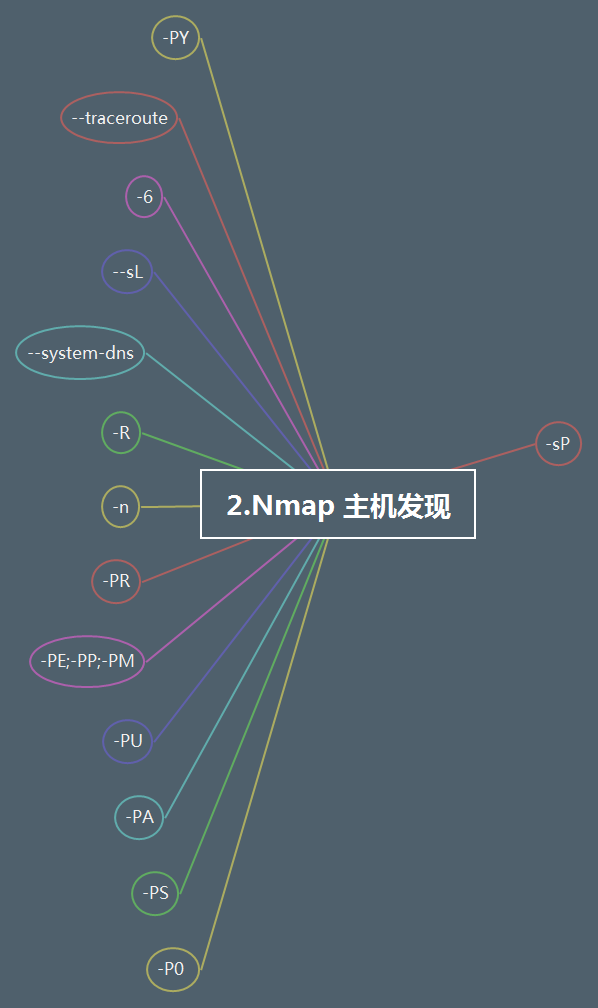 -PY
--traceroute
-6
--sL
--system-dns
-R
-sP
2.Nmap 主机发现
-n
-PR
-PE;-PP;-PM
-PU
-PA
-PS
-P0